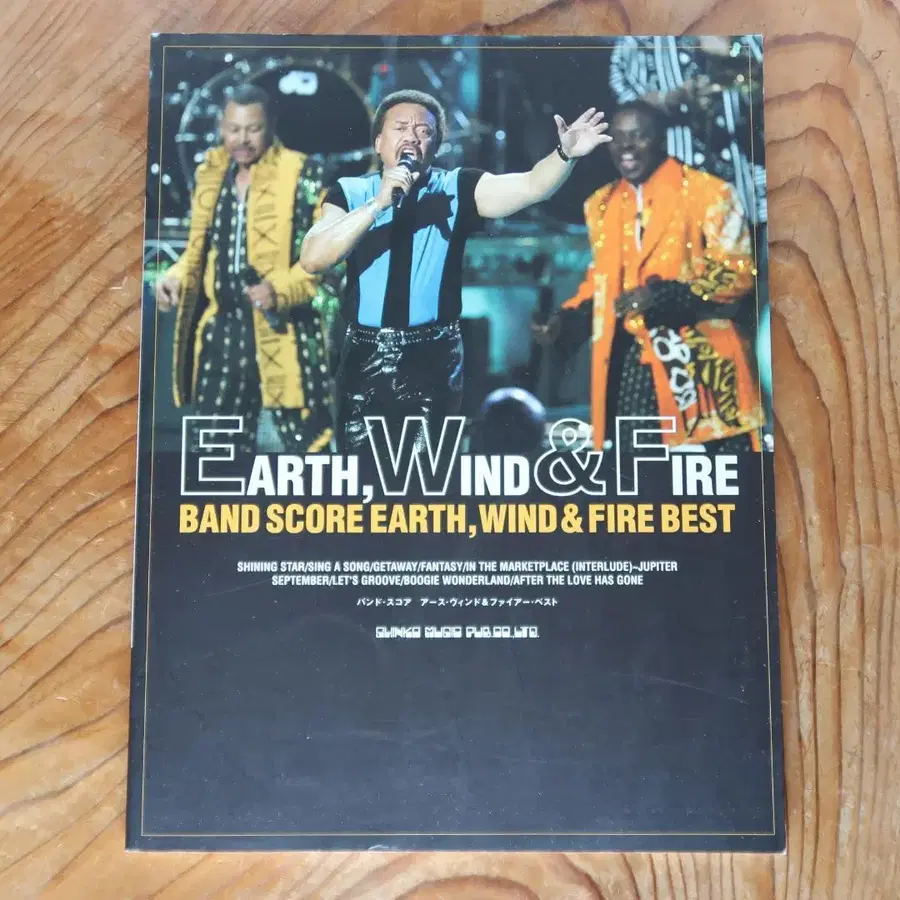 EARTH, WIND & FIRE
BAND SCORE EARTH, WIND & FIRE BEST
SHINING STAR/SING A SONG/GETAWAY/FANTASY/IN THE MARKETPLACE (INTERLUDE)~JUPITER
SEPTEMBER/LET'S GROOVE/BOOGIE WONDERLAND/AFTER THE LOVE HAS GONE
バンド・スコア アース・ウィンド&ファイアー・ベスト
SHINKO MUSIC PUB.CO.,LTD.